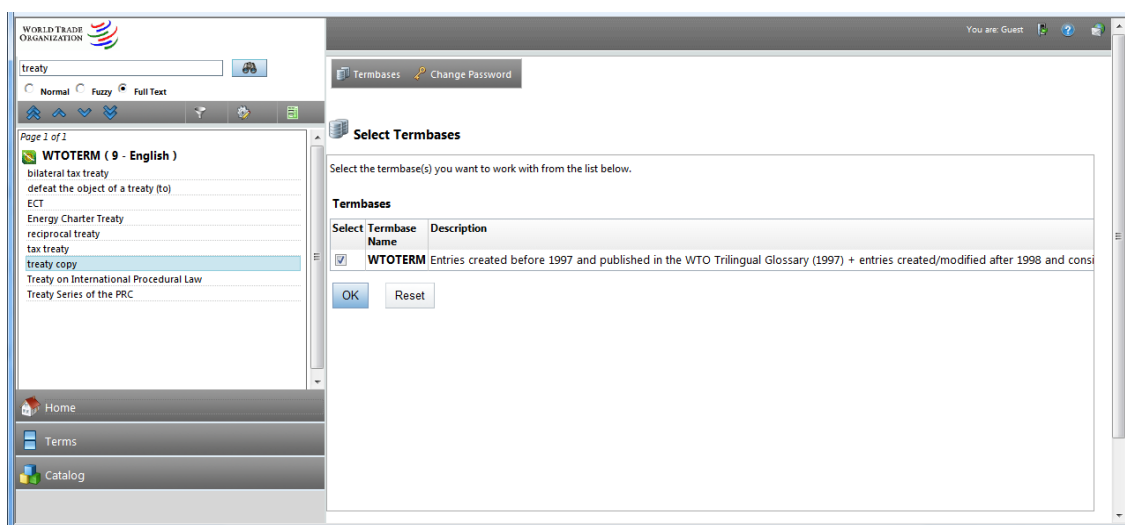 WORLD TRADE
ORGANIZATION
You are: Guest
treaty
Normal Fuzzy Full Text
Termbases Change Password
Page 1 of 1
WTOTERM ( 9 - English )
bilateral tax treaty
defeat the object of a treaty (to)
ECT
Energy Charter Treaty
reciprocal treaty
tax treaty
treaty copy
Treaty on International Procedural Law
Treaty Series of the PRC
Home
Terms
Catalog
Select Termbases
Select the termbase(s) you want to work with from the list below.
Termbases
Select Termbase Description
Name
WTOTERM Entries created before 1997 and published in the WTO Trilingual Glossary (1997) + entries created/modified after 1998 and consi
OK Reset